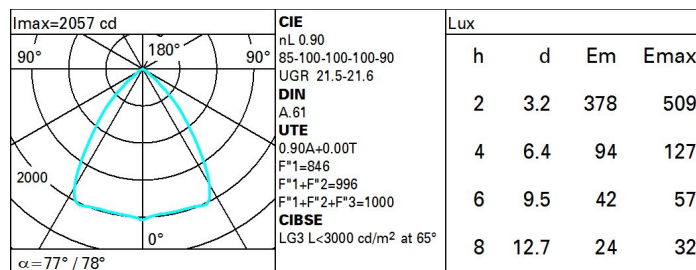 Imax=2057 cd
90°
180°
90°
2000
0°
α=77° / 78°
CIE
nL 0.90
85-100-100-100-90
UGR 21.5-21.6
DIN
A.61
UTE
0.90A+0.00T
F"1=846
F"1+F"2=996
F"1+F"2+F"3=1000
CIBSE
LG3 L<3000 cd/m² at 65°
Lux
h d Em Emax
2 3.2 378 509
4 6.4 94 127
6 9.5 42 57
8 12.7 24 32